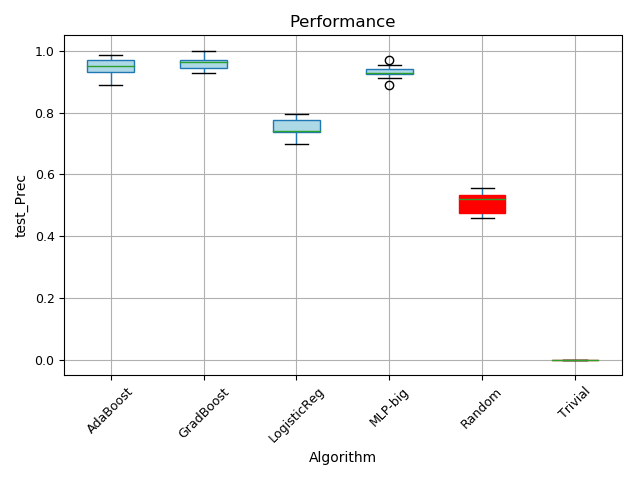 Performance
1.0
0.8
0.6
0.4
0.2
0.0
test_Prec
AdaBoost
GradBoost
LogisticReg
MLP-big
Random
Trivial
Algorithm